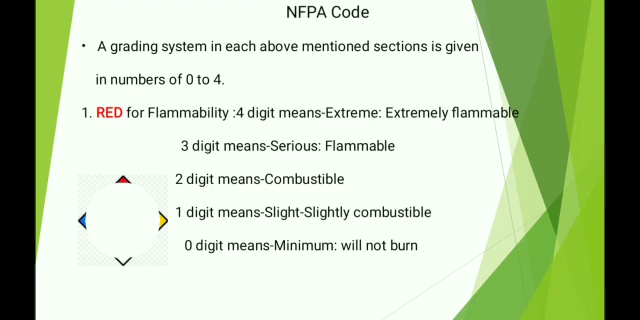 NFPA Code
• A grading system in each above mentioned sections is given
in numbers of 0 to 4.
1. RED for Flammability :4 digit means-Extreme: Extremely flammable
3 digit means-Serious: Flammable
2 digit means-Combustible
1 digit means-Slight-Slightly combustible
0 digit means-Minimum: will not burn